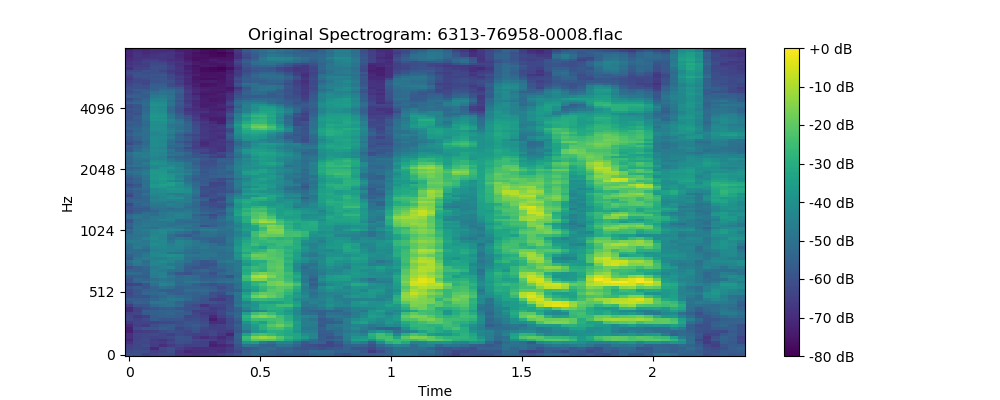 Original Spectrogram: 6313-76958-0008.flac
Hz
4096
2048
1024
512
0
0
0.5
1
1.5
2
Time
+0 dB
-10 dB
-20 dB
-30 dB
-40 dB
-50 dB
-60 dB
-70 dB
-80 dB